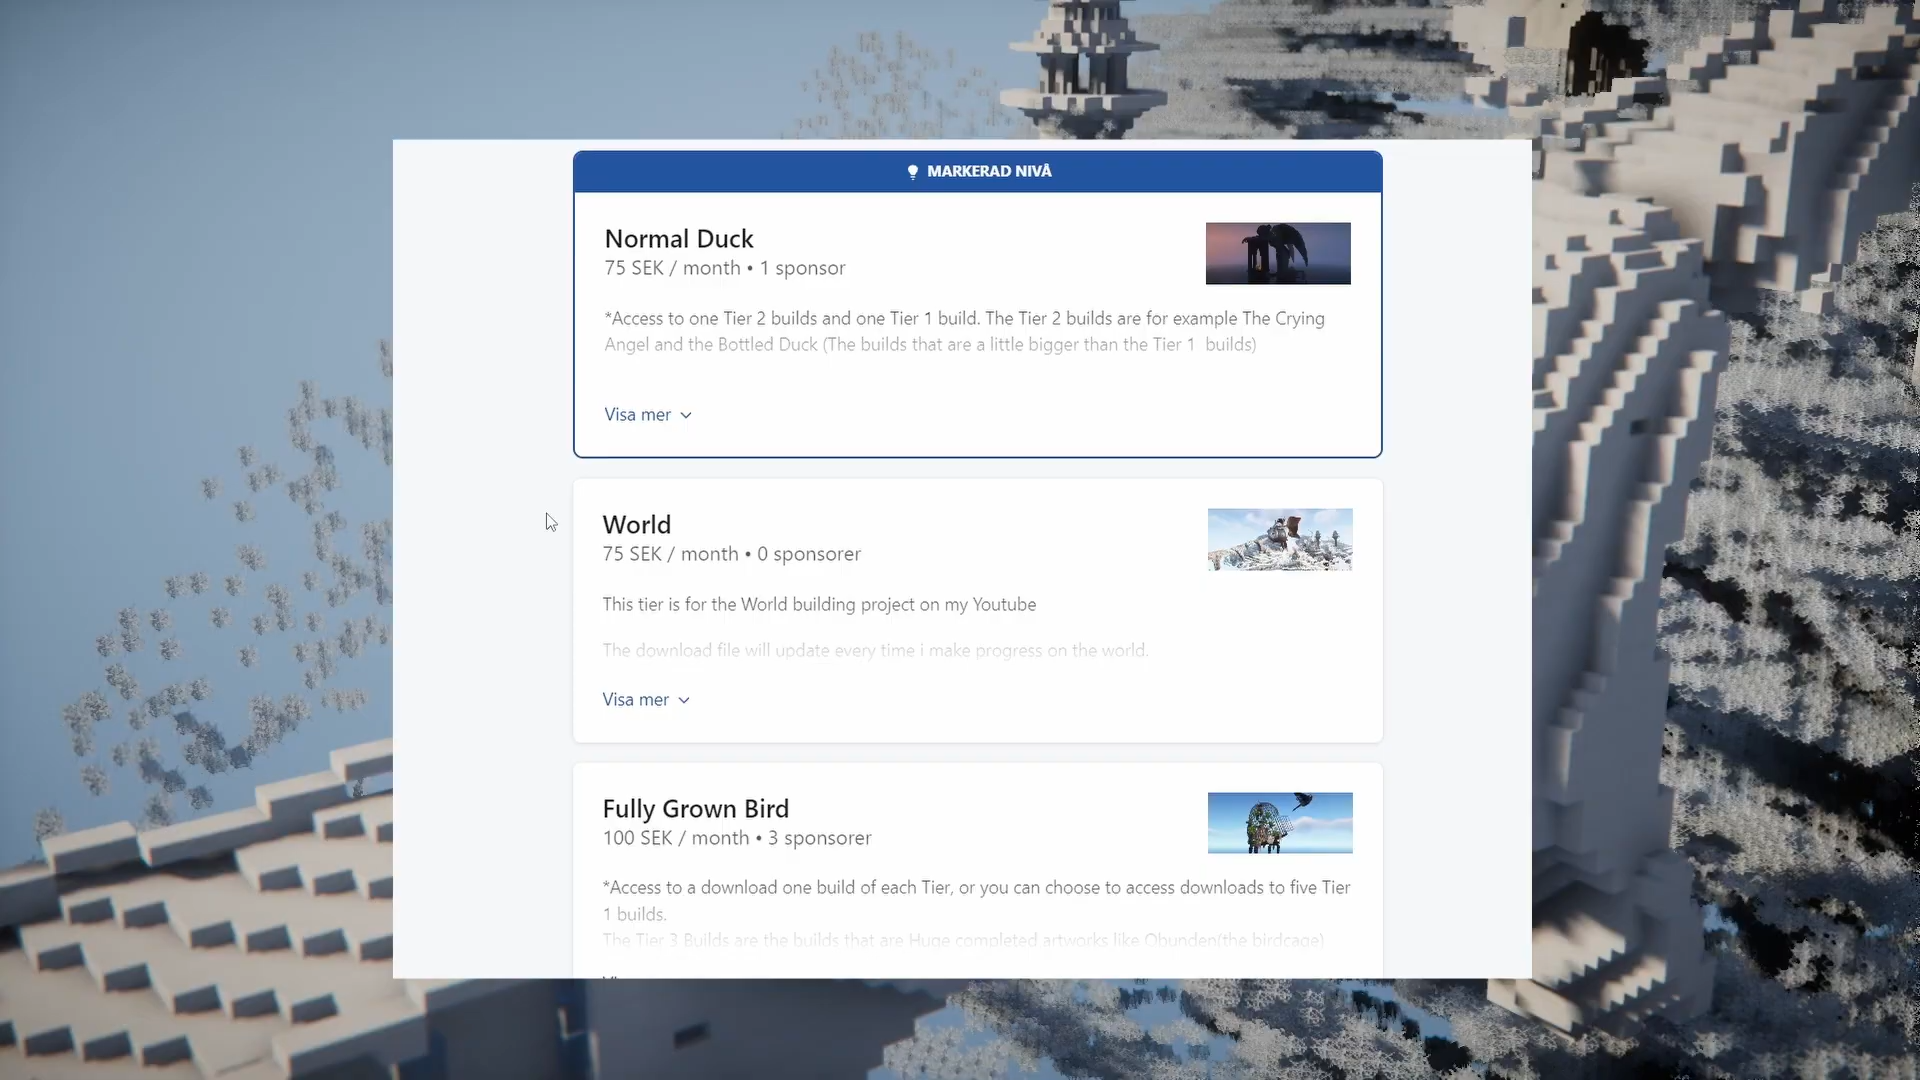 MARKERAD NIVÅ
Normal Duck
75 SEK / month • 1 sponsor
*Access to one Tier 2 builds and one Tier 1 build. The Tier 2 builds are for example The Crying
Angel and the Bottled Duck (The builds that are a little bigger than the Tier 1 builds)
Visa mer
World
75 SEK / month • 0 sponsorer
This tier is for the World building project on my Youtube
The download file will update every time i make progress on the world.
Visa mer
Fully Grown Bird
100 SEK / month • 3 sponsorer
*Access to a download one build of each Tier, or you can choose to access downloads to five Tier
1 builds.
The Tier 3 Builds are the builds that are Huge completed artworks like Obunden(the birdcage)